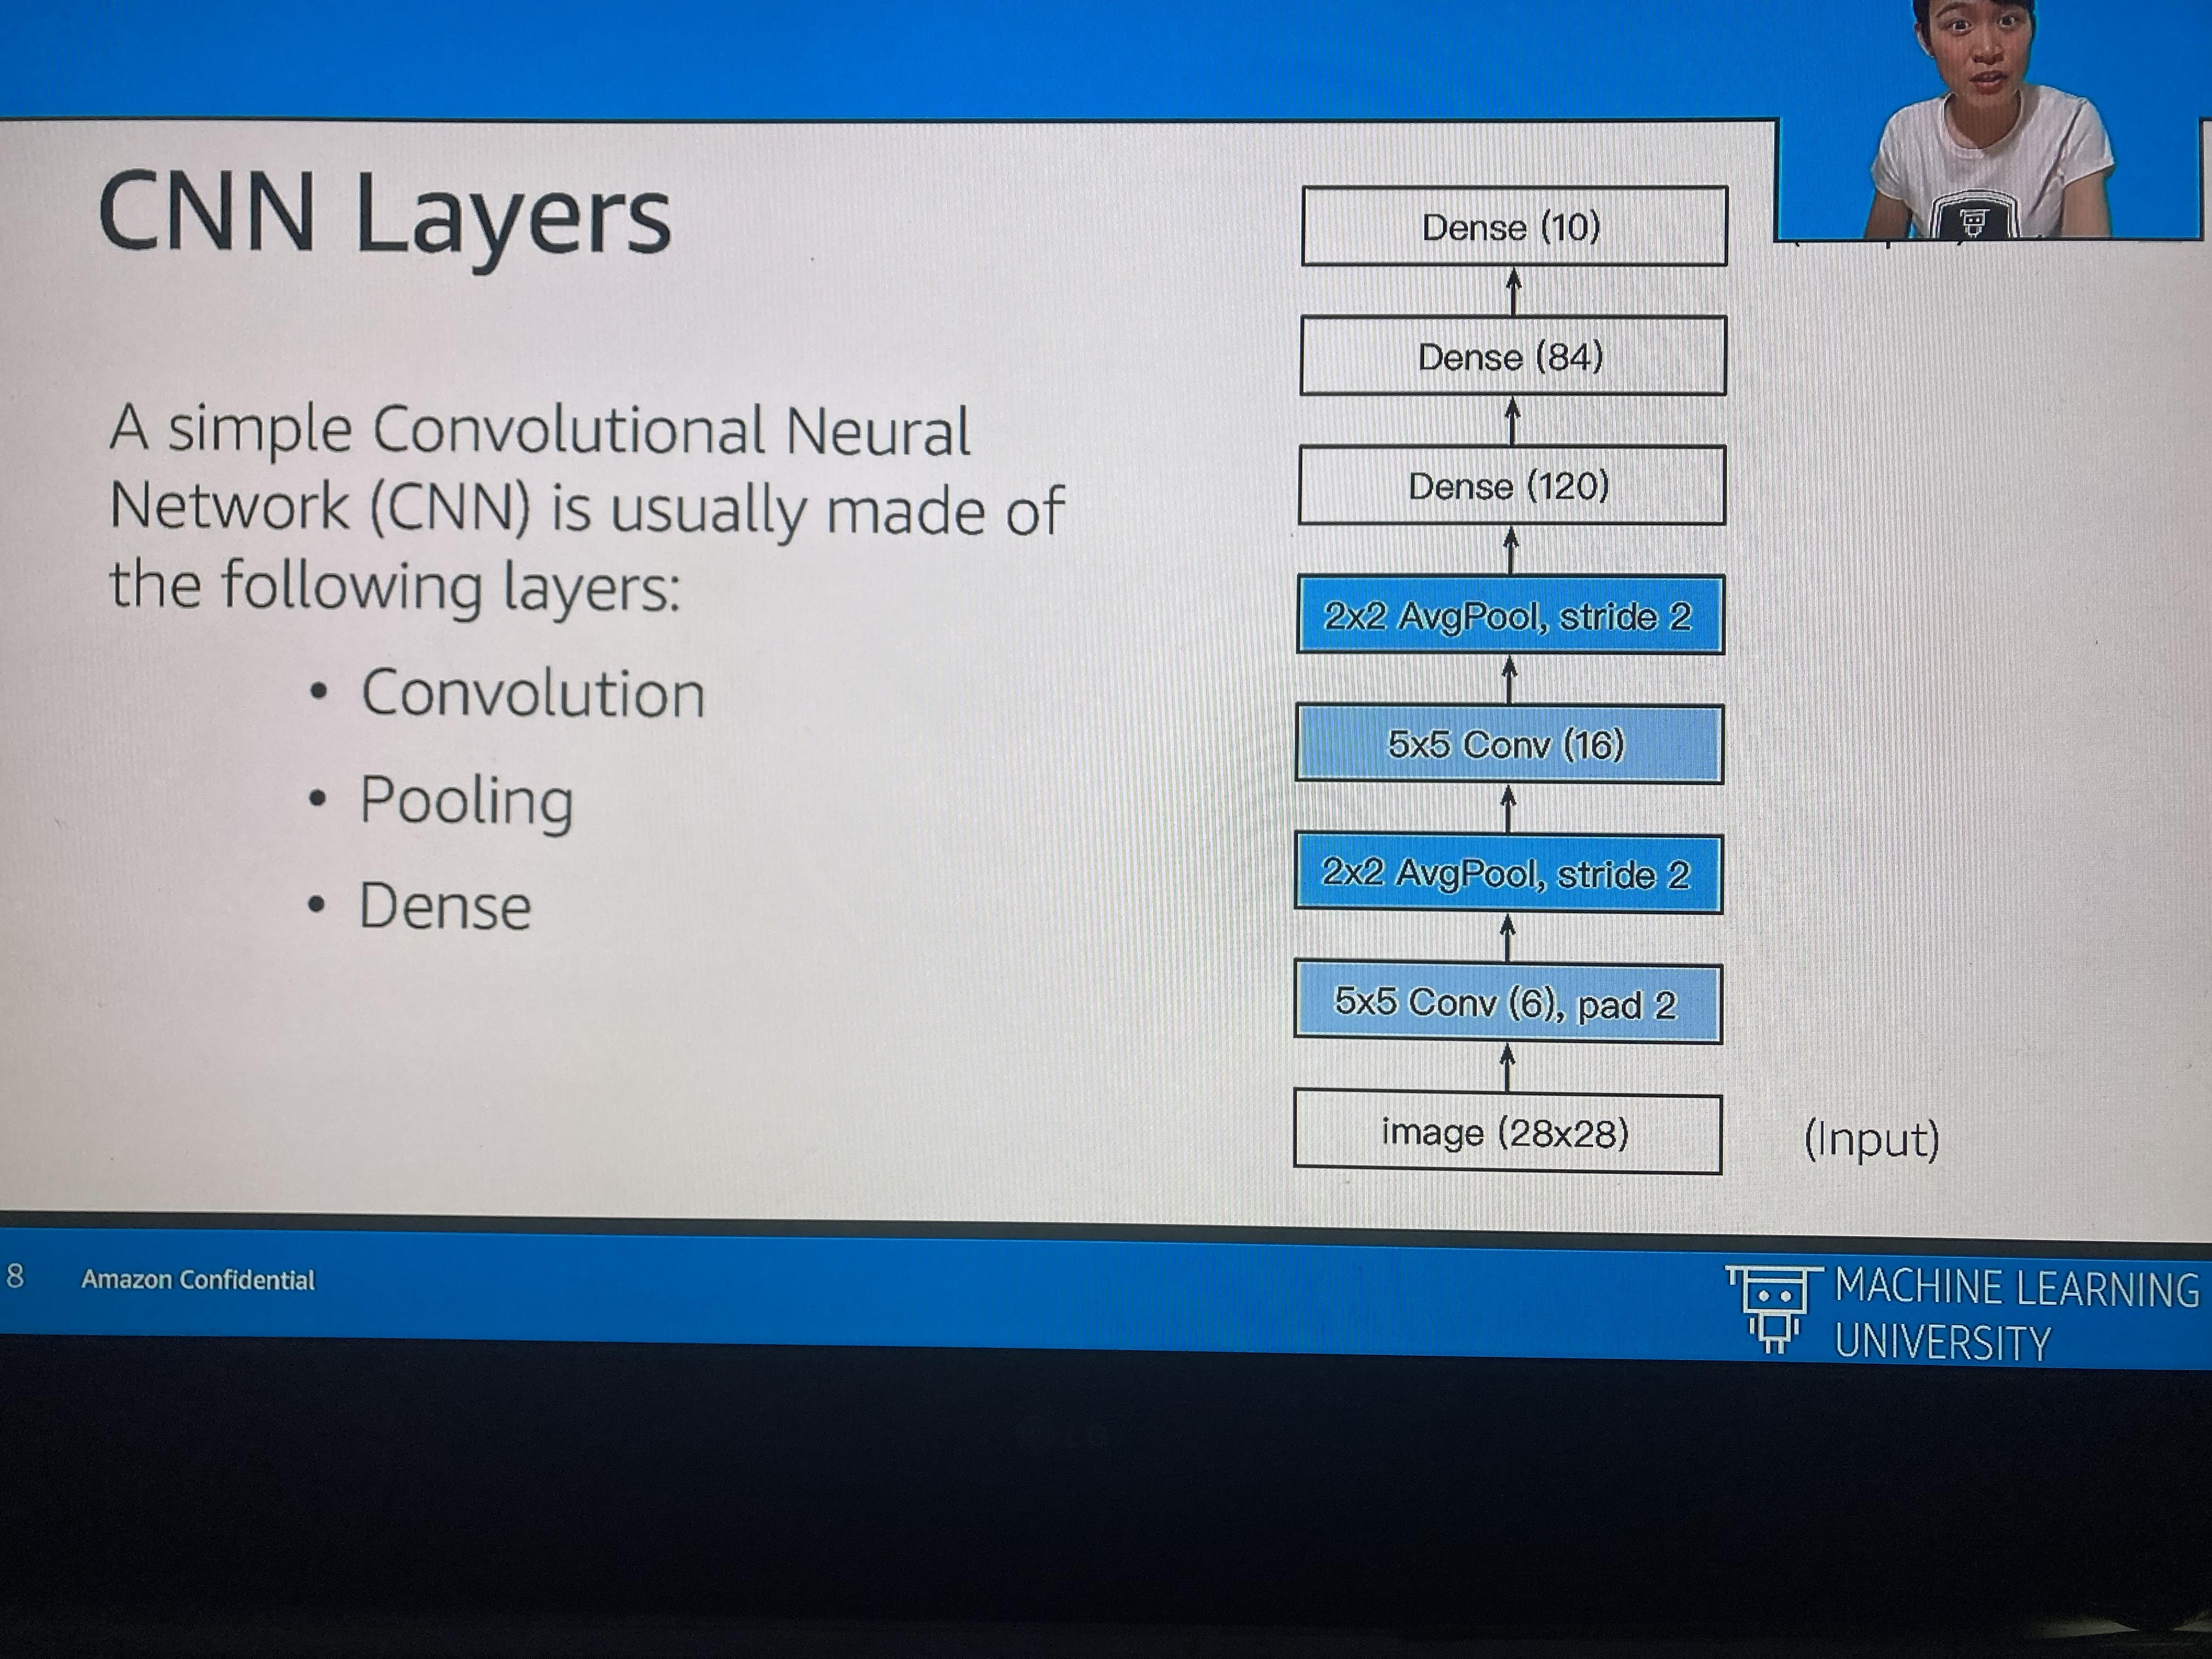 CNN Layers
A simple Convolutional Neural
Network (CNN) is usually made of
the following layers:
• Convolution
• Pooling
• Dense
Dense (10)
Dense (84)
Dense (120)
2x2 AvgPool, stride 2
5x5 Conv (16)
2x2 AvgPool, stride 2
5x5 Conv (6), pad 2
image (28x28)
(Input)
8
Amazon Confidential
MACHINE LEARNING
UNIVERSITY